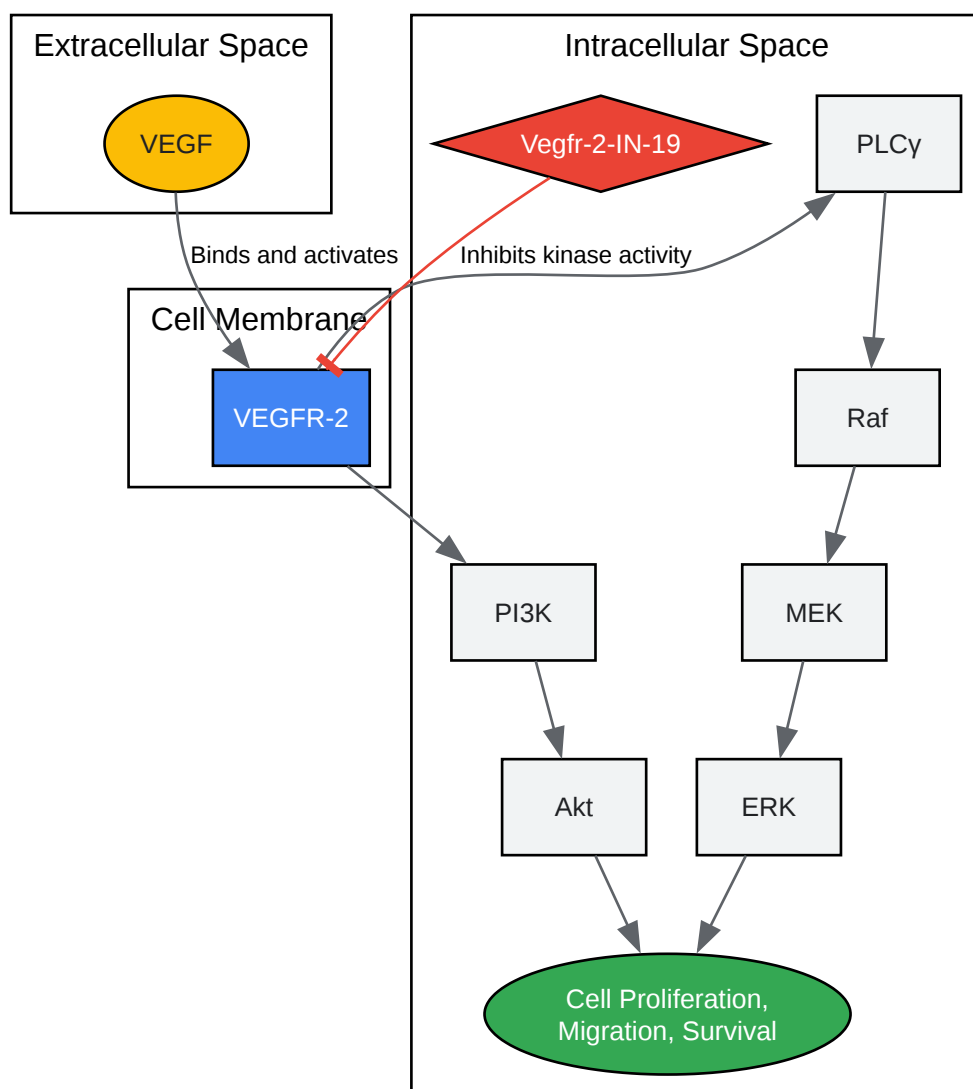 Extracellular Space
Intracellular Space
VEGF
Vegfr-2-IN-19
PLCγ
Binds and activates
Inhibits kinase activity
Cell Membrane
VEGFR-2
Raf
PI3K
MEK
Akt
ERK
Cell Proliferation,
Migration, Survival